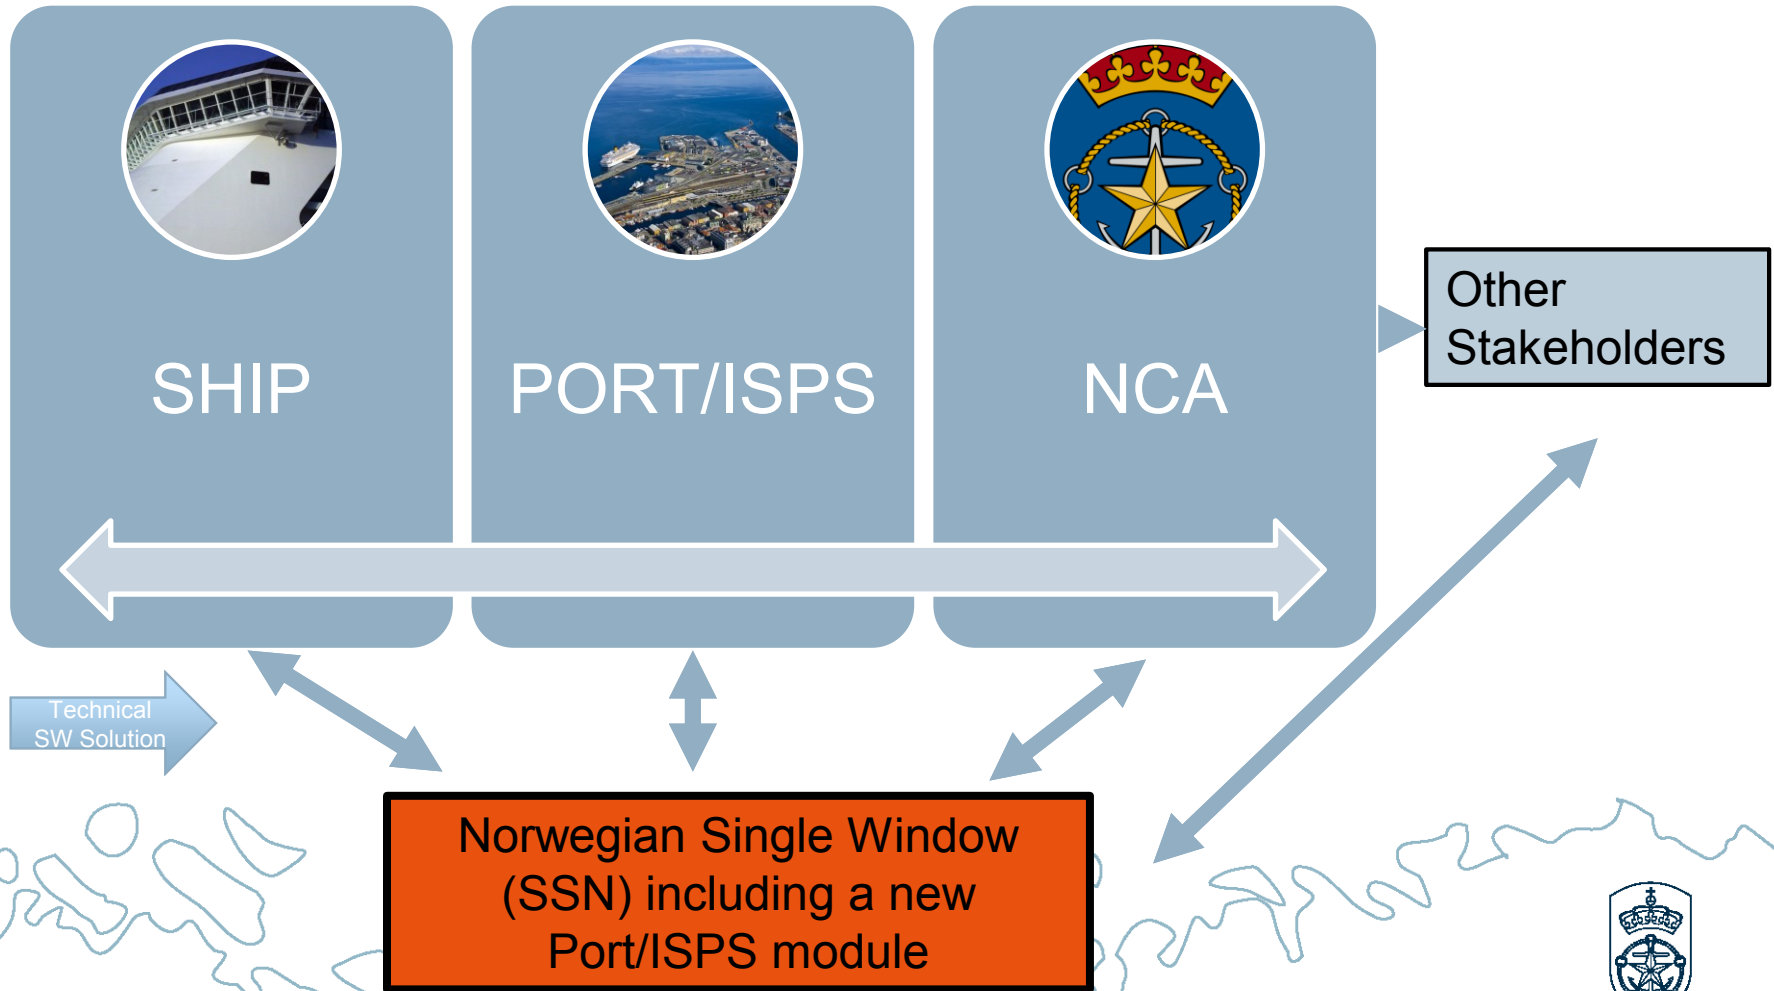 SHIP
PORT/ISPS
NCA
Other
Stakeholders
Technical
SW Solution
Norwegian Single Window
(SSN) including a new
Port/ISPS module